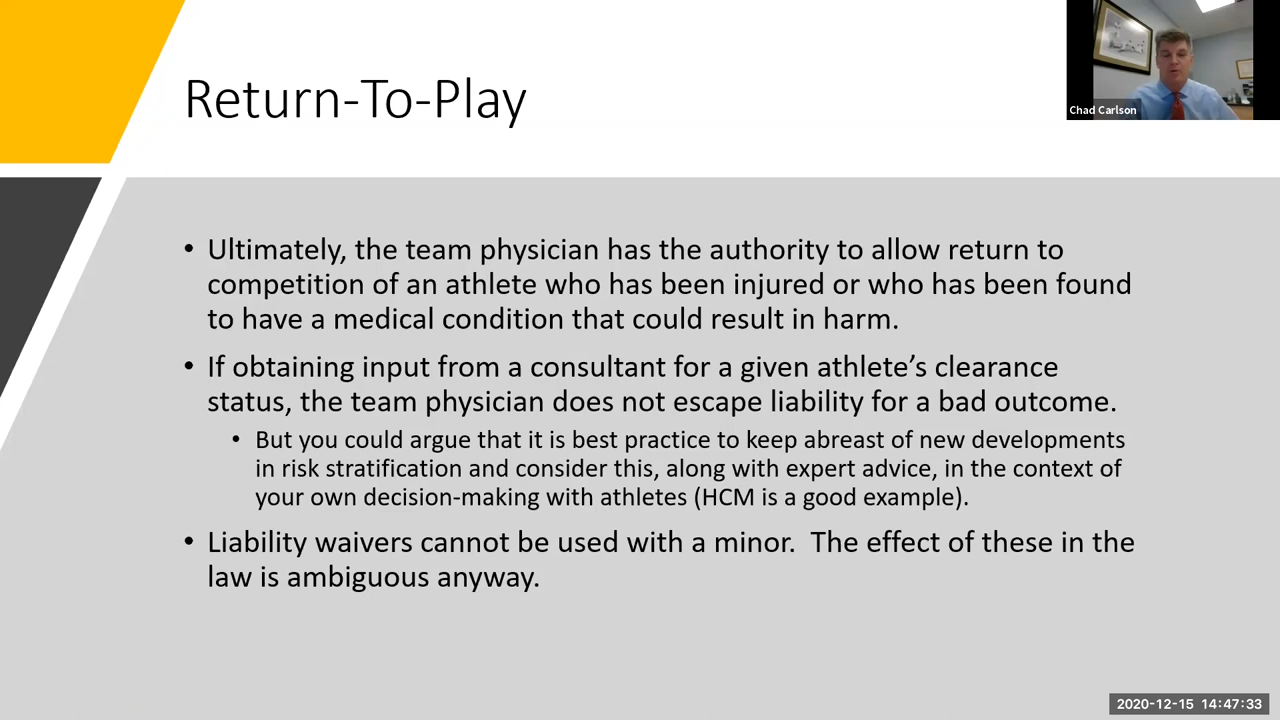 Return-To-Play
Chad Carlson
• Ultimately, the team physician has the authority to allow return to
competition of an athlete who has been injured or who has been found
to have a medical condition that could result in harm.
• If obtaining input from a consultant for a given athlete’s clearance
status, the team physician does not escape liability for a bad outcome.
• But you could argue that it is best practice to keep abreast of new developments
in risk stratification and consider this, along with expert advice, in the context of
your own decision-making with athletes (HCM is a good example).
• Liability waivers cannot be used with a minor.  The effect of these in the
law is ambiguous anyway.
2020-12-15 14:47:33